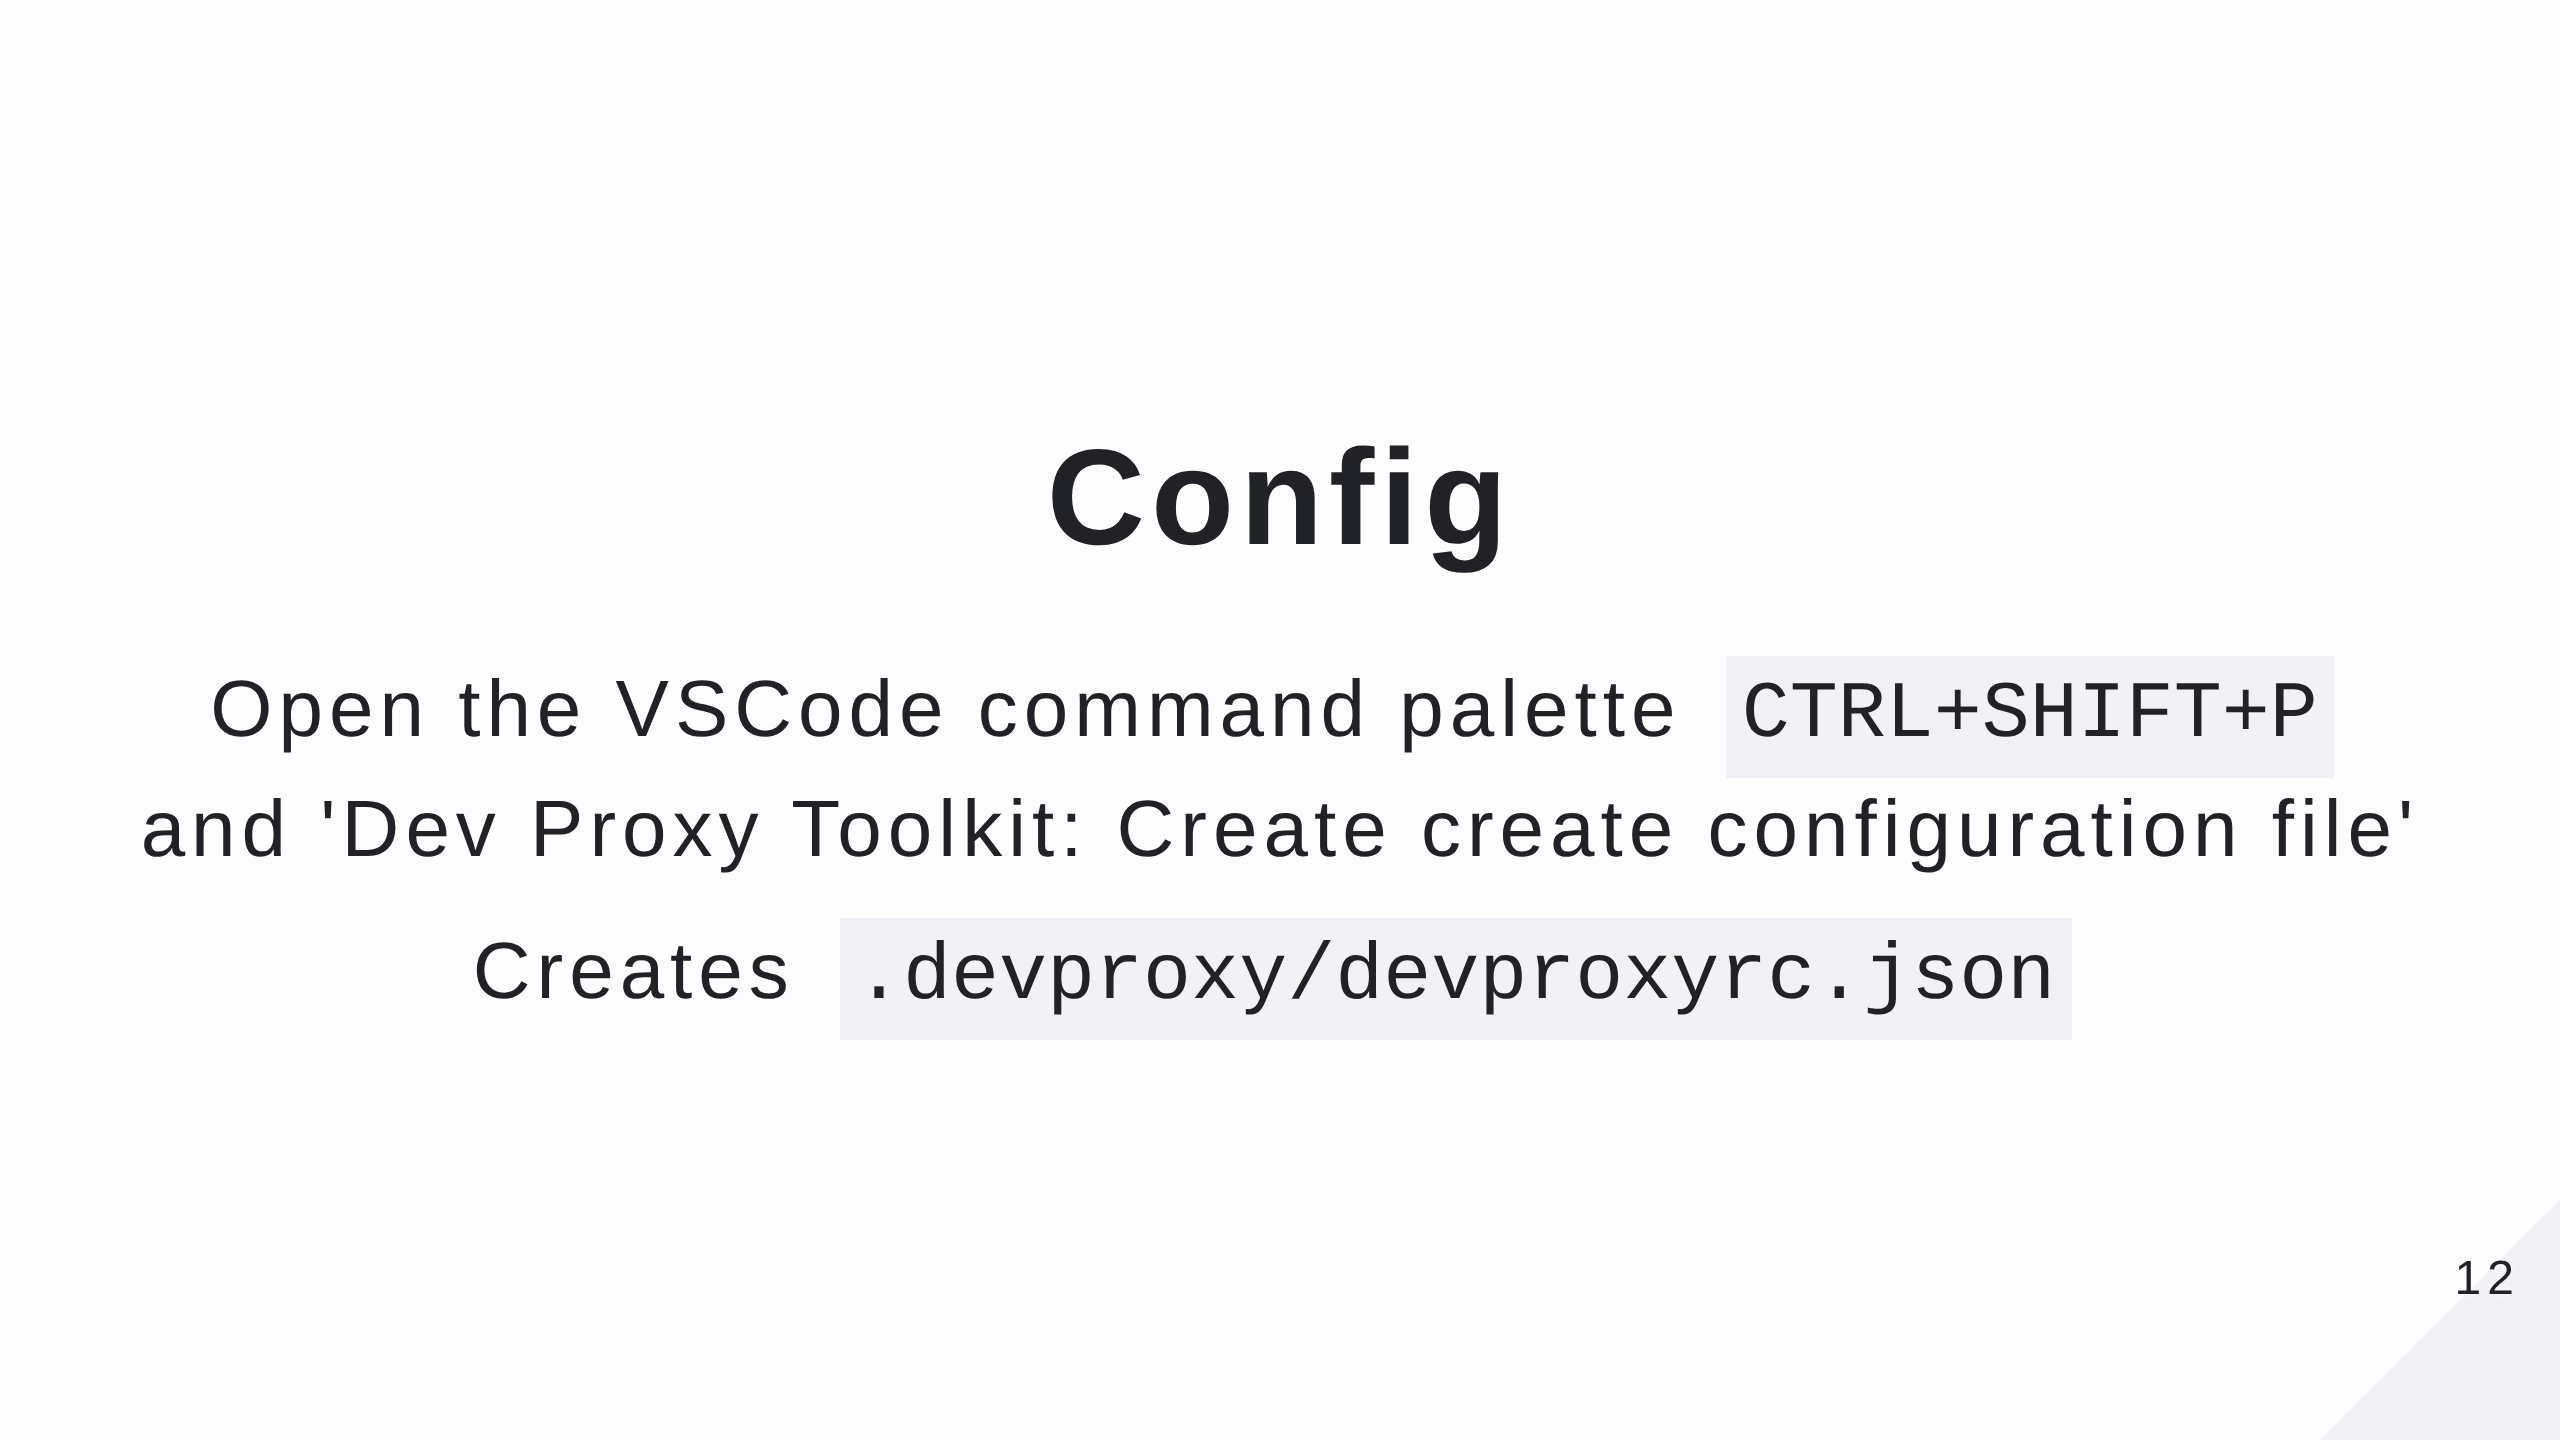 Config
Open the VSCode command palette CTRL+SHIFT+P
and 'Dev Proxy Toolkit: Create create configuration file'
Creates .devproxy/devproxyrc.json
12